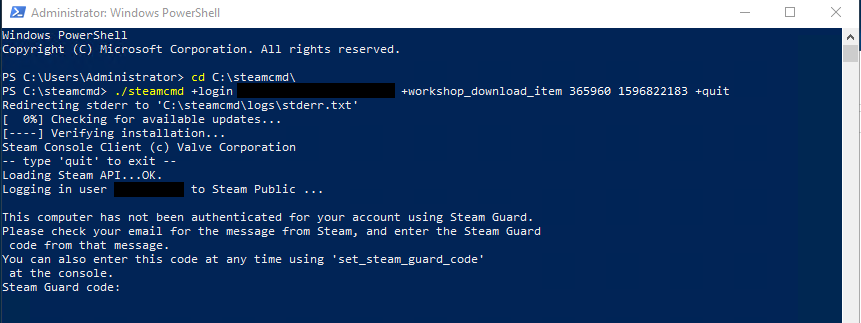 Administrator: Windows PowerShell
Windows PowerShell
Copyright (C) Microsoft Corporation. All rights reserved.
PS C:\Users\Administrator> cd C:\steamcmd\
PS C:\steamcmd> ./steamcmd +login +workshop_download_item 365960 1596822183 +quit
Redirecting stderr to 'C:\steamcmd\logs\stderr.txt'
[  0%] Checking for available updates...
[----] Verifying installation...
Steam Console Client (c) Valve Corporation
-- type 'quit' to exit --
Loading Steam API...OK.
Logging in user to Steam Public ...
This computer has not been authenticated for your account using Steam Guard.
Please check your email for the message from Steam, and enter the Steam Guard
 code from that message.
You can also enter this code at any time using 'set_steam_guard_code'
 at the console.
Steam Guard code: